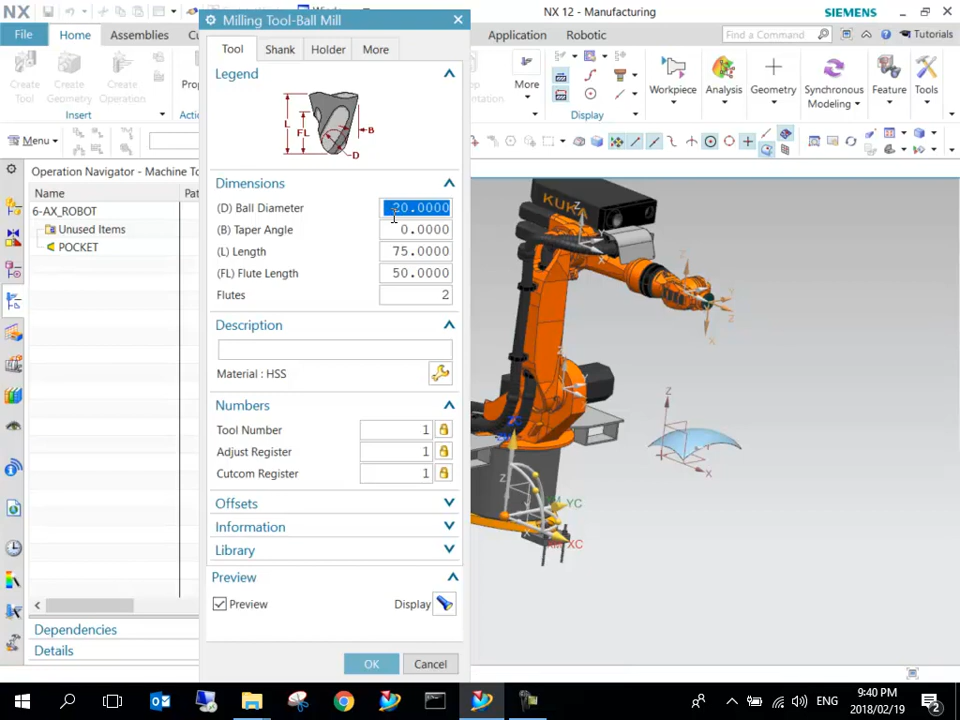 NX
Milling Tool-Ball Mill
NX 12 - Manufacturing
SIEMENS
File
Home
Assemblies
Application
Robotic
Find a Command
Tutorials
Create Tool
Create Geometry
Create Operation
Insert
More
Display
Workpiece
Analysis
Geometry
Synchronous Modeling
Feature
Tools
Menu
Operation Navigator - Machine To
Name
6-AX_ROBOT
Unused Items
POCKET
Dependencies
Details
Tool
Shank
Holder
More
Legend
L
FL
B
D
Dimensions
(D) Ball Diameter
20.0000
(B) Taper Angle
0.0000
(L) Length
75.0000
(FL) Flute Length
50.0000
Flutes
2
Description
Material : HSS
Numbers
Tool Number
1
Adjust Register
1
Cutcom Register
1
Offsets
Information
Library
Preview
Preview
Display
OK
Cancel
KUKA
Z
X
Z
X
Z
X
YC
XC
ENG
9:40 PM
2018/02/19
2